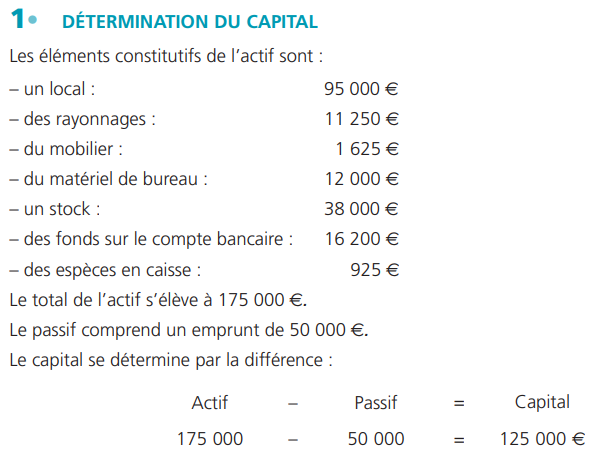 1• DÉTERMINATION DU CAPITAL
Les éléments constitutifs de l’actif sont :
– un local : 95 000 €
– des rayonnages : 11 250 €
– du mobilier : 1 625 €
– du matériel de bureau : 12 000 €
– un stock : 38 000 €
– des fonds sur le compte bancaire : 16 200 €
– des espèces en caisse : 925 €
Le total de l’actif s’élève à 175 000 €.
Le passif comprend un emprunt de 50 000 €.
Le capital se détermine par la différence :
Actif – Passif = Capital
175 000 – 50 000 = 125 000 €